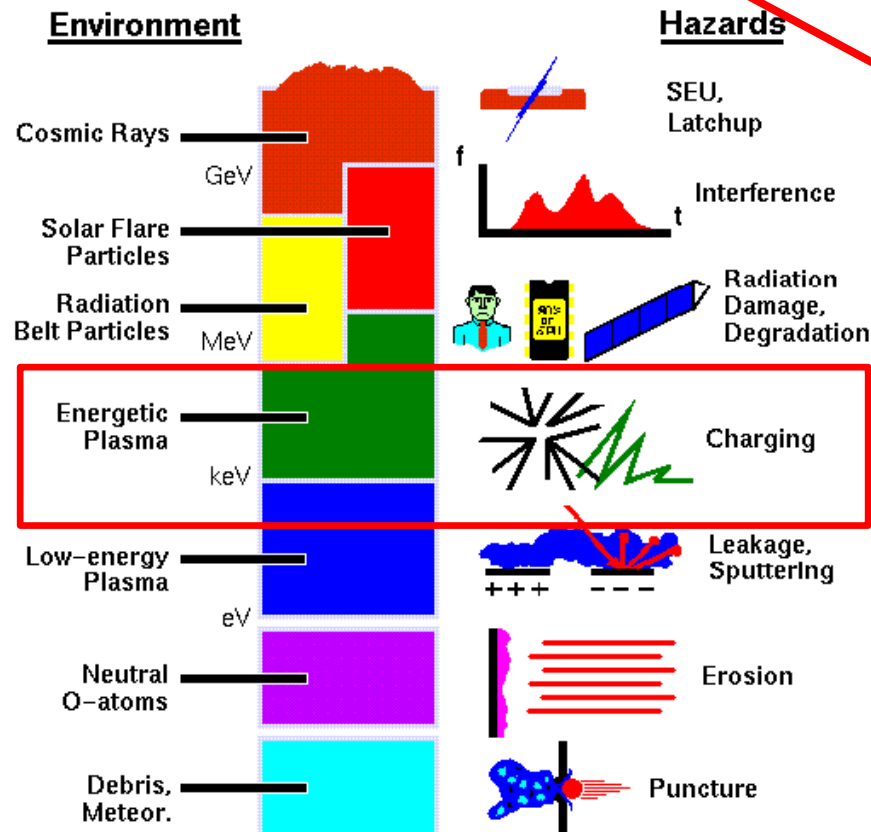 Environment
Hazards
Cosmic Rays
GeV
SEU,
Latchup
f
Interference
t
Solar Flare
Particles
Radiation
Belt Particles
MeV
Radiation
Damage,
Degradation
Energetic
Plasma
keV
Charging
Low-energy
Plasma
eV
Leakage,
Sputtering
+ + +
- - -
Neutral
O-atoms
Erosion
Debris,
Meteor.
Puncture